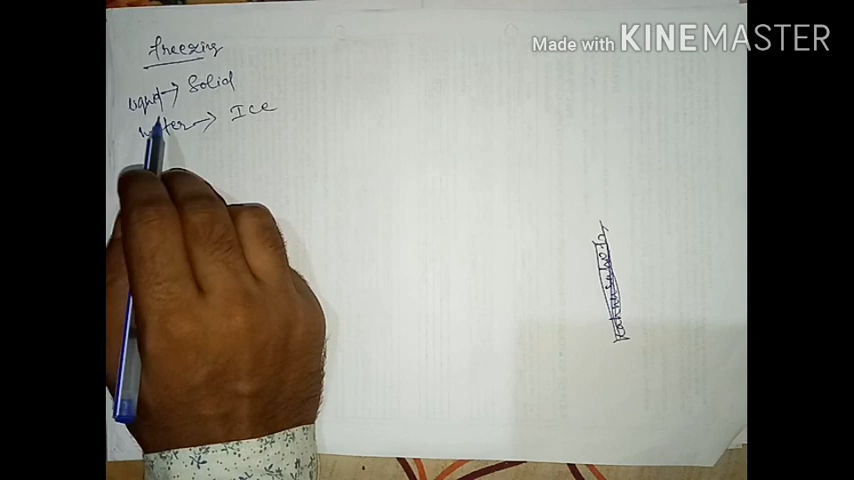 freezing
liquid → Solid
water → Ice
Made with KINEMASTER